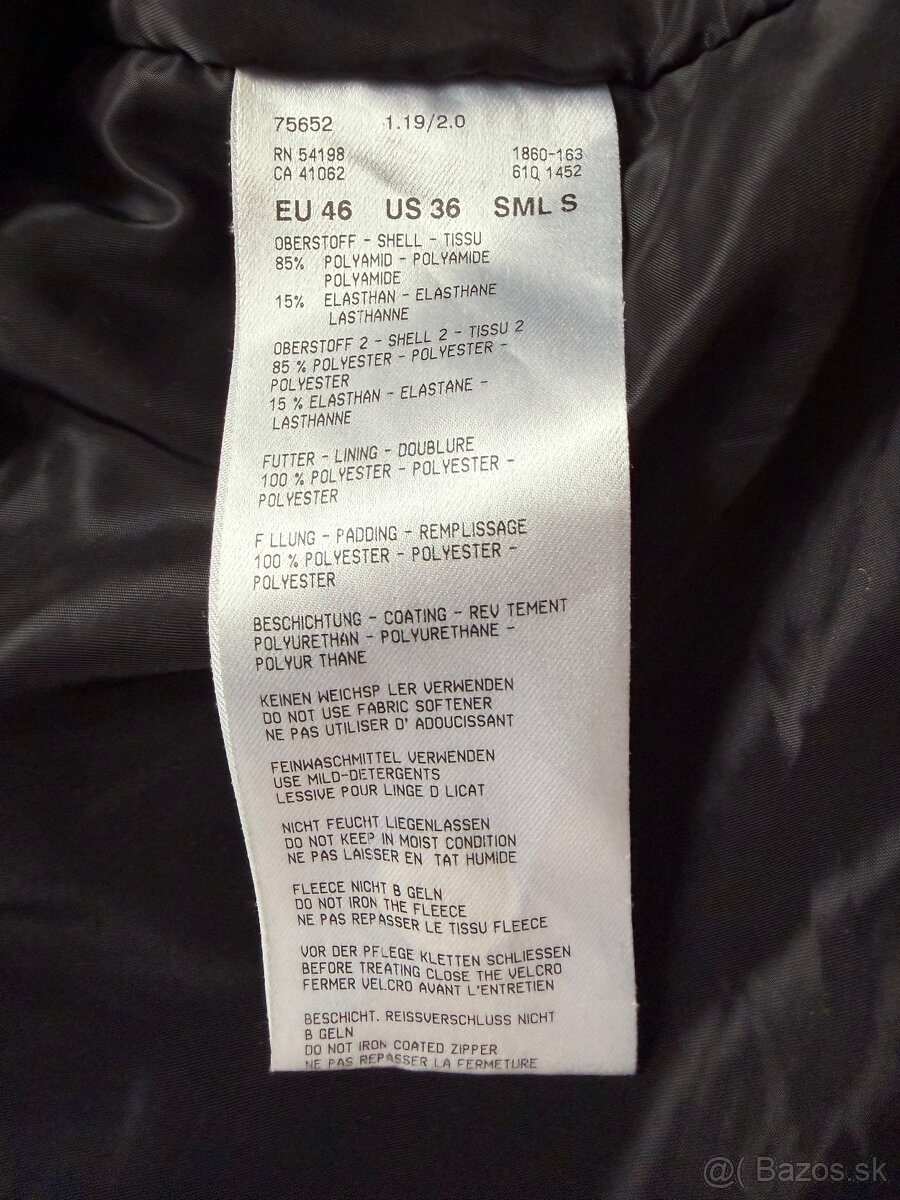 75652 1.19/2.0
RN 54198 1860-163
CA 41062 61Q 1452
EU 46 US 36 SML S
OBERSTOFF - SHELL - TISSU
85% POLYAMID - POLYAMIDE
POLYAMIDE
15% ELASTHAN - ELASTHANE
LASTHANNE
OBERSTOFF 2 - SHELL 2 - TISSU 2
85 % POLYESTER - POLYESTER -
POLYESTER
15 % ELASTHAN - ELASTANE -
LASTHANNE
FUTTER - LINING - DOUBLURE
100 % POLYESTER - POLYESTER -
POLYESTER
F LLUNG - PADDING - REMPLISSAGE
100 % POLYESTER - POLYESTER -
POLYESTER
BESCHICHTUNG - COATING - REV TEMENT
POLYURETHAN - POLYURETHANE -
POLYUR THANE
KEINEN WEICHSP LER VERWENDEN
DO NOT USE FABRIC SOFTENER
NE PAS UTILISER D' ADOUCISSANT
FEINWASCHMITTEL VERWENDEN
USE MILD-DETERGENTS
LESSIVE POUR LINGE D LICAT
NICHT FEUCHT LIEGENLASSEN
DO NOT KEEP IN MOIST CONDITION
NE PAS LAISSER EN TAT HUMIDE
FLEECE NICHT B GELN
DO NOT IRON THE FLEECE
NE PAS REPASSER LE TISSU FLEECE
VOR DER PFLEGE KLETTEN SCHLIESSEN
BEFORE TREATING CLOSE THE VELCRO
FERMER VELCRO AVANT L'ENTRETIEN
BESCHICHT. REISSVERSCHLUSS NICHT
B GELN
DO NOT IRON COATED ZIPPER
NE PAS REPASSER LA FERMETURE
@( Bazos.sk